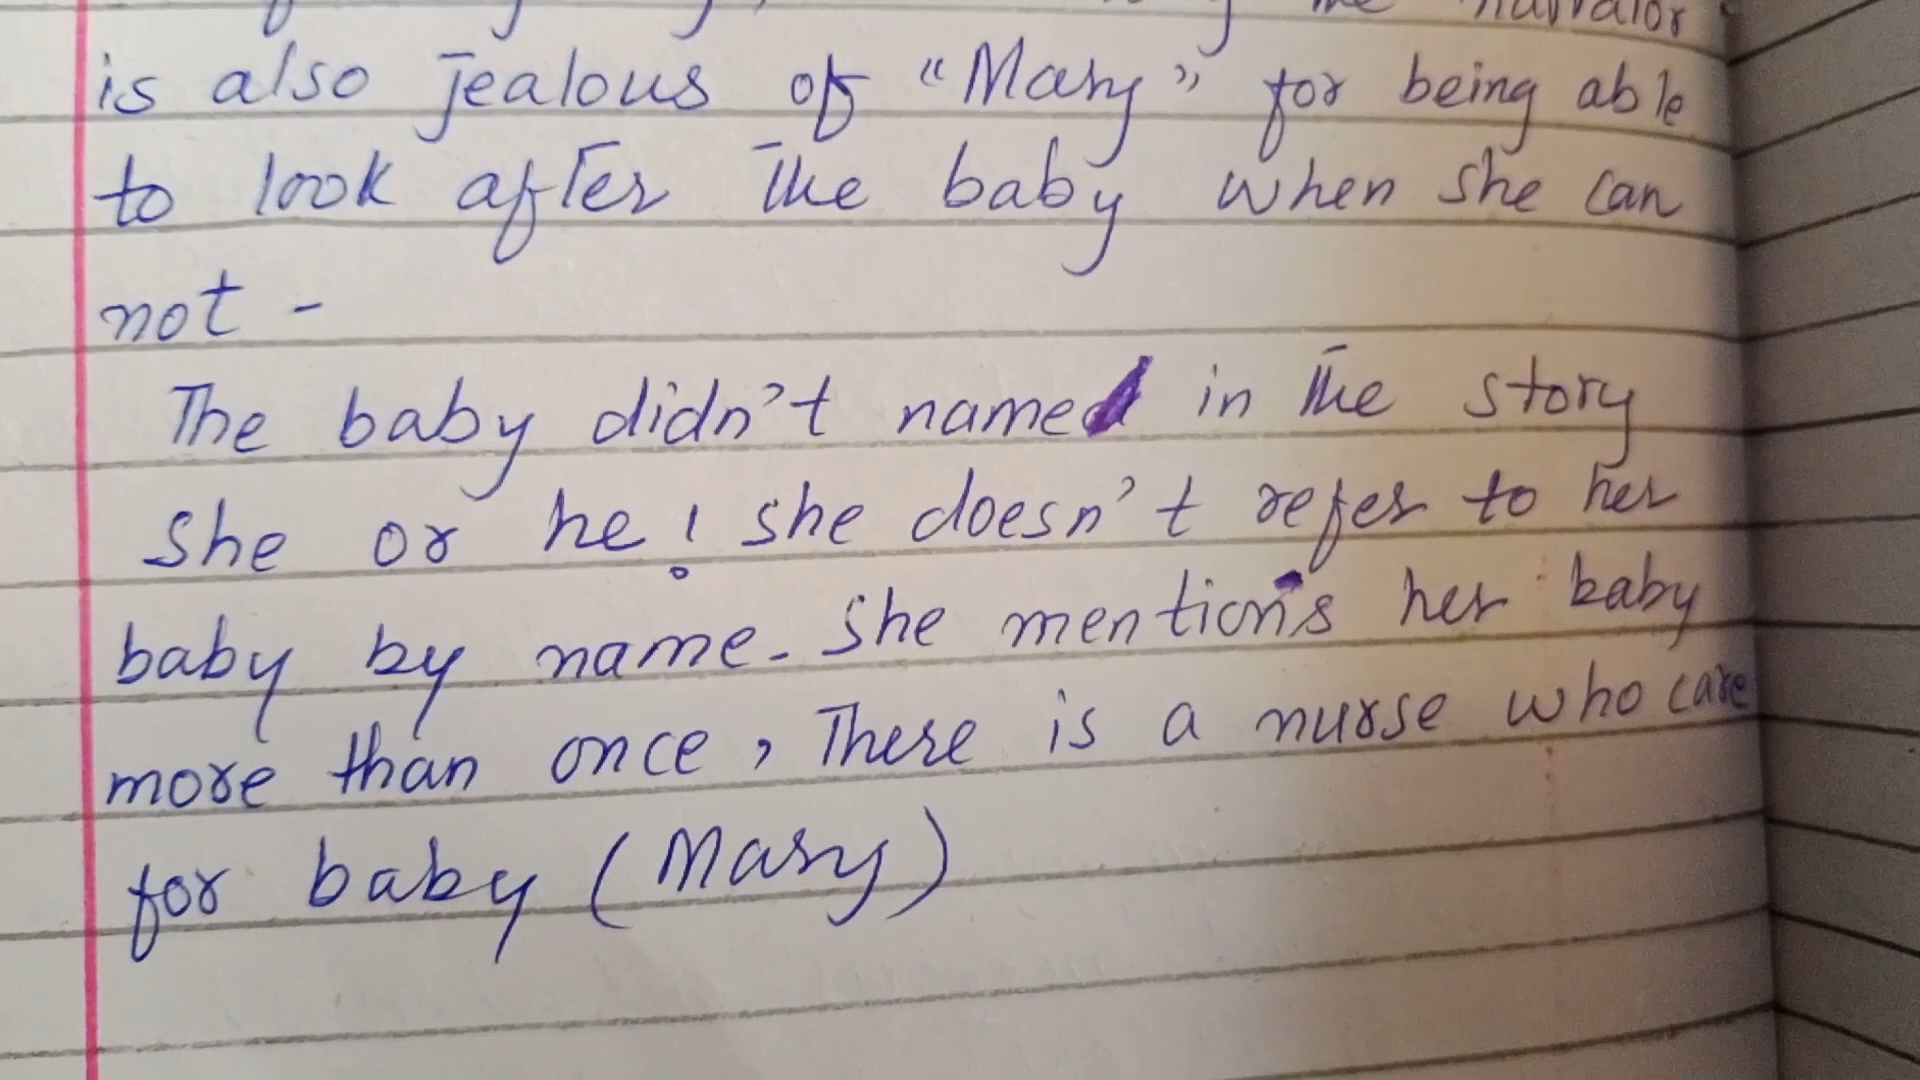 the narrator
is also jealous of "Mary" for being able
to look after the baby when she can
not -
The baby didn't named in the story
She or he ! she doesn't refer to her
baby by name - She mentions her baby
more than once , There is a nurse who care
for baby ( Mary )